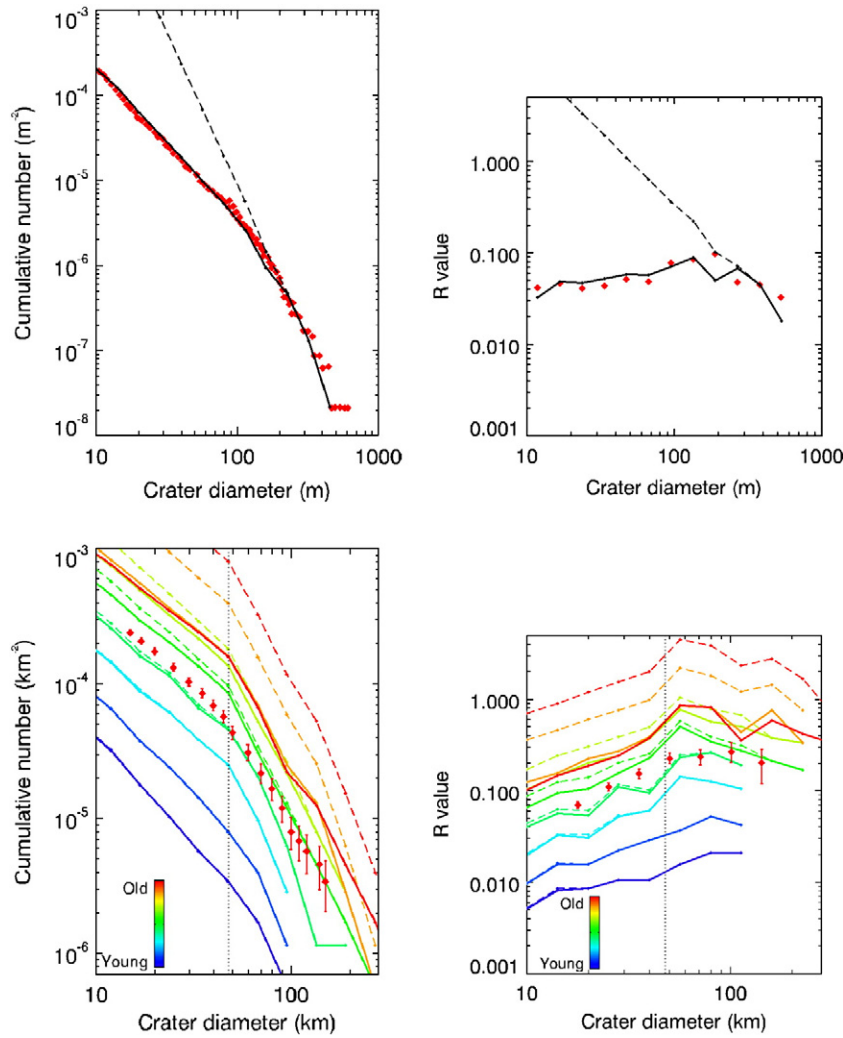 10⁻³
10⁻⁴
10⁻⁵
10⁻⁶
10⁻⁷
10⁻⁸
Cumulative number (m⁻²)
10 100 1000
Crater diameter (m)
1.000
0.100
0.010
0.001
R value
10 100 1000
Crater diameter (m)
10⁻³
10⁻⁴
10⁻⁵
10⁻⁶
Cumulative number (km⁻²)
Old
Young
10 100
Crater diameter (km)
1.000
0.100
0.010
0.001
R value
Old
Young
10 100
Crater diameter (km)